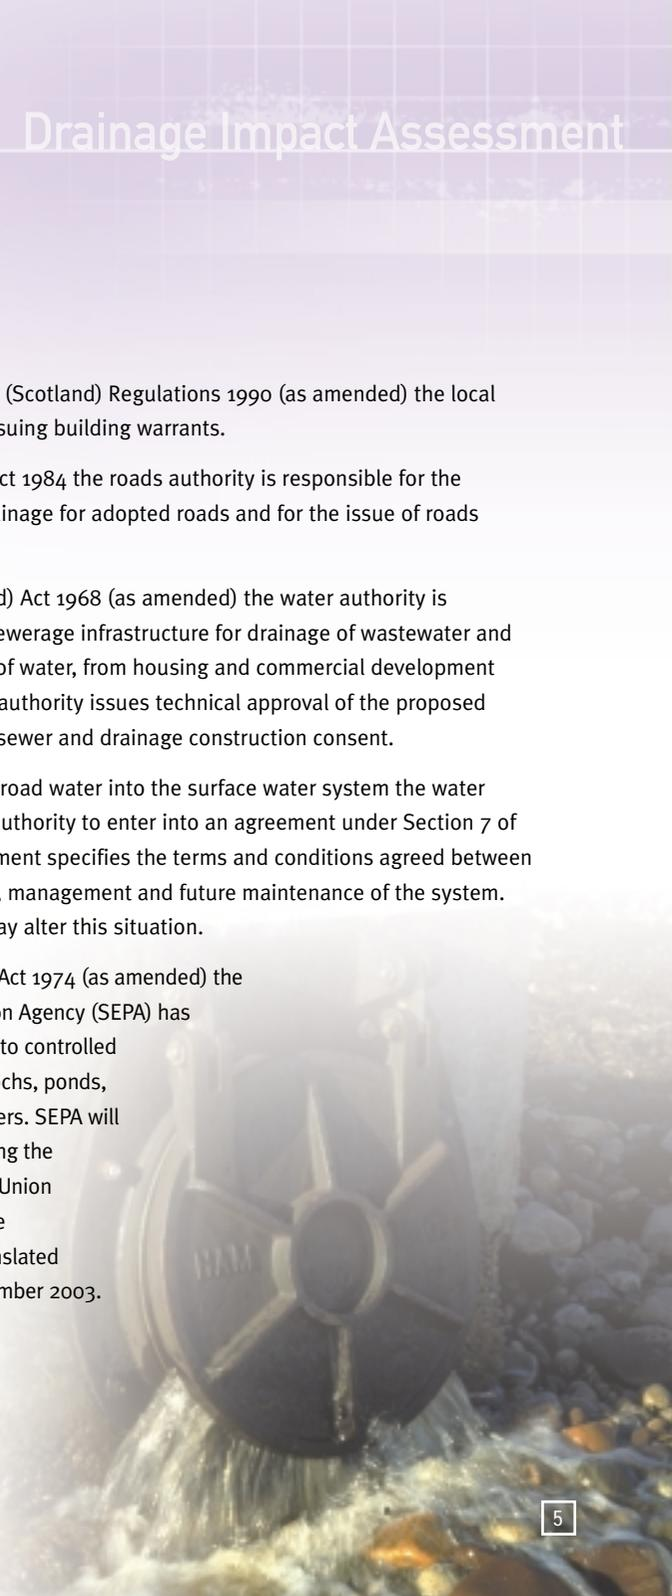 Drainage Impact Assessment
(Scotland) Regulations 1990 (as amended) the local
suing building warrants.
ct 1984 the roads authority is responsible for the
inage for adopted roads and for the issue of roads
d) Act 1968 (as amended) the water authority is
ewerage infrastructure for drainage of wastewater and
of water, from housing and commercial development
authority issues technical approval of the proposed
sewer and drainage construction consent.
road water into the surface water system the water
uthority to enter into an agreement under Section 7 of
ment specifies the terms and conditions agreed between
, management and future maintenance of the system.
ay alter this situation.
Act 1974 (as amended) the
on Agency (SEPA) has
to controlled
ochs, ponds,
ers. SEPA will
ng the
Union
e
nslated
mber 2003.
HAM
5